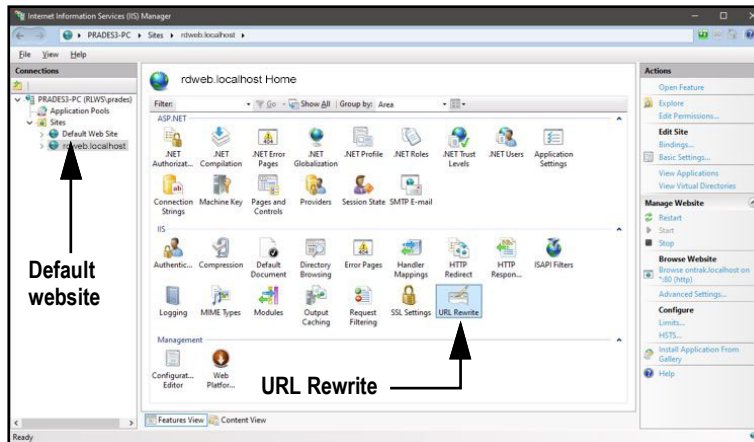 Internet Information Services (IIS) Manager
PRADES3-PC ▸ Sites ▸ rdweb.localhost ▸
File View Help
Connections
PRADES3-PC (RLWS\prades)
Application Pools
Sites
Default Web Site
rdweb.localhost
Default
website
rdweb.localhost Home
Filter: Go Show All Group by: Area
ASP.NET
.NET Authorizat... .NET Compilation .NET Error Pages .NET Globalization .NET Profile .NET Roles .NET Trust Levels .NET Users Application Settings
Connection Strings Machine Key Pages and Controls Providers Session State SMTP E-mail
IIS
Authentic... Compression Default Document Directory Browsing Error Pages Handler Mappings HTTP Redirect HTTP Respon... ISAPI Filters
Logging MIME Types Modules Output Caching Request Filtering SSL Settings URL Rewrite
Management
Configurat... Editor Web Platfor...
URL Rewrite
Features View Content View
Actions
Open Feature
Explore
Edit Permissions...
Edit Site
Bindings...
Basic Settings...
View Applications
View Virtual Directories
Manage Website
Restart
Start
Stop
Browse Website
Browse ontrak.localhost on
*:80 (http)
Advanced Settings...
Configure
Limits...
HSTS...
Install Application From
Gallery
Help
Ready